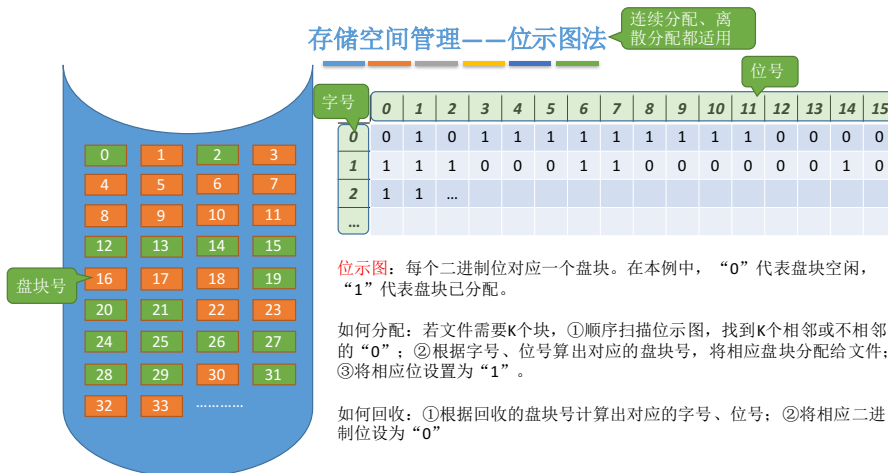 存储空间管理——位示图法
连续分配、离
散分配都适用
位号
字号
0 1 2 3 4 5 6 7 8 9 10 11 12 13 14 15
0 0 1 0 1 1 1 1 1 1 1 1 1 0 0 0 0
1 1 1 1 0 0 0 1 1 0 0 0 0 0 0 1 0
2 1 1 …
…
0 1 2 3
4 5 6 7
8 9 10 11
12 13 14 15
盘块号
16 17 18 19
20 21 22 23
24 25 26 27
28 29 30 31
32 33 …………
位示图：每个二进制位对应一个盘块。在本例中，“0”代表盘块空闲，
“1”代表盘块已分配。
如何分配：若文件需要K个块，①顺序扫描位示图，找到K个相邻或不相邻
的“0”；②根据字号、位号算出对应的盘块号，将相应盘块分配给文件；
③将相应位设置为“1”。
如何回收：①根据回收的盘块号计算出对应的字号、位号；②将相应二进
制位设为“0”